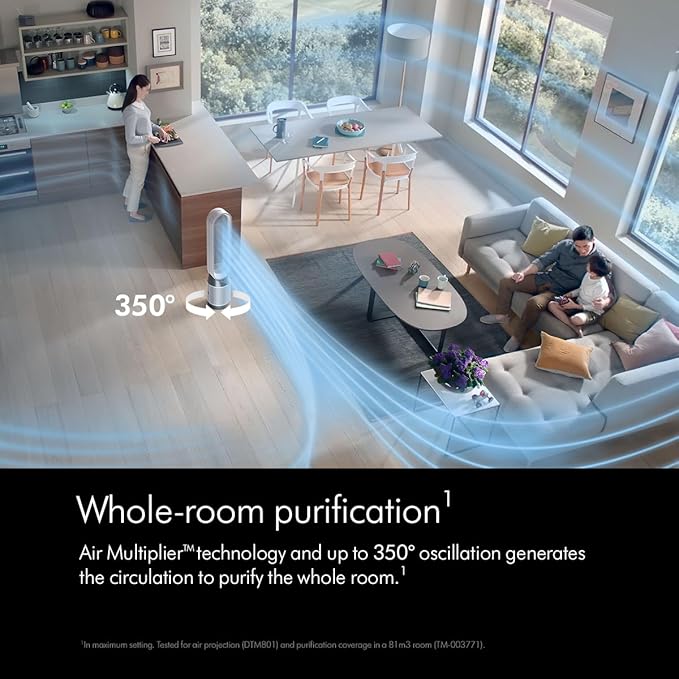 350°
Whole-room purification¹
Air Multiplier™ technology and up to 350° oscillation generates
the circulation to purify the whole room.¹
¹In maximum setting. Tested for air projection (DTM801) and purification coverage in a 81m3 room (TM-003771).